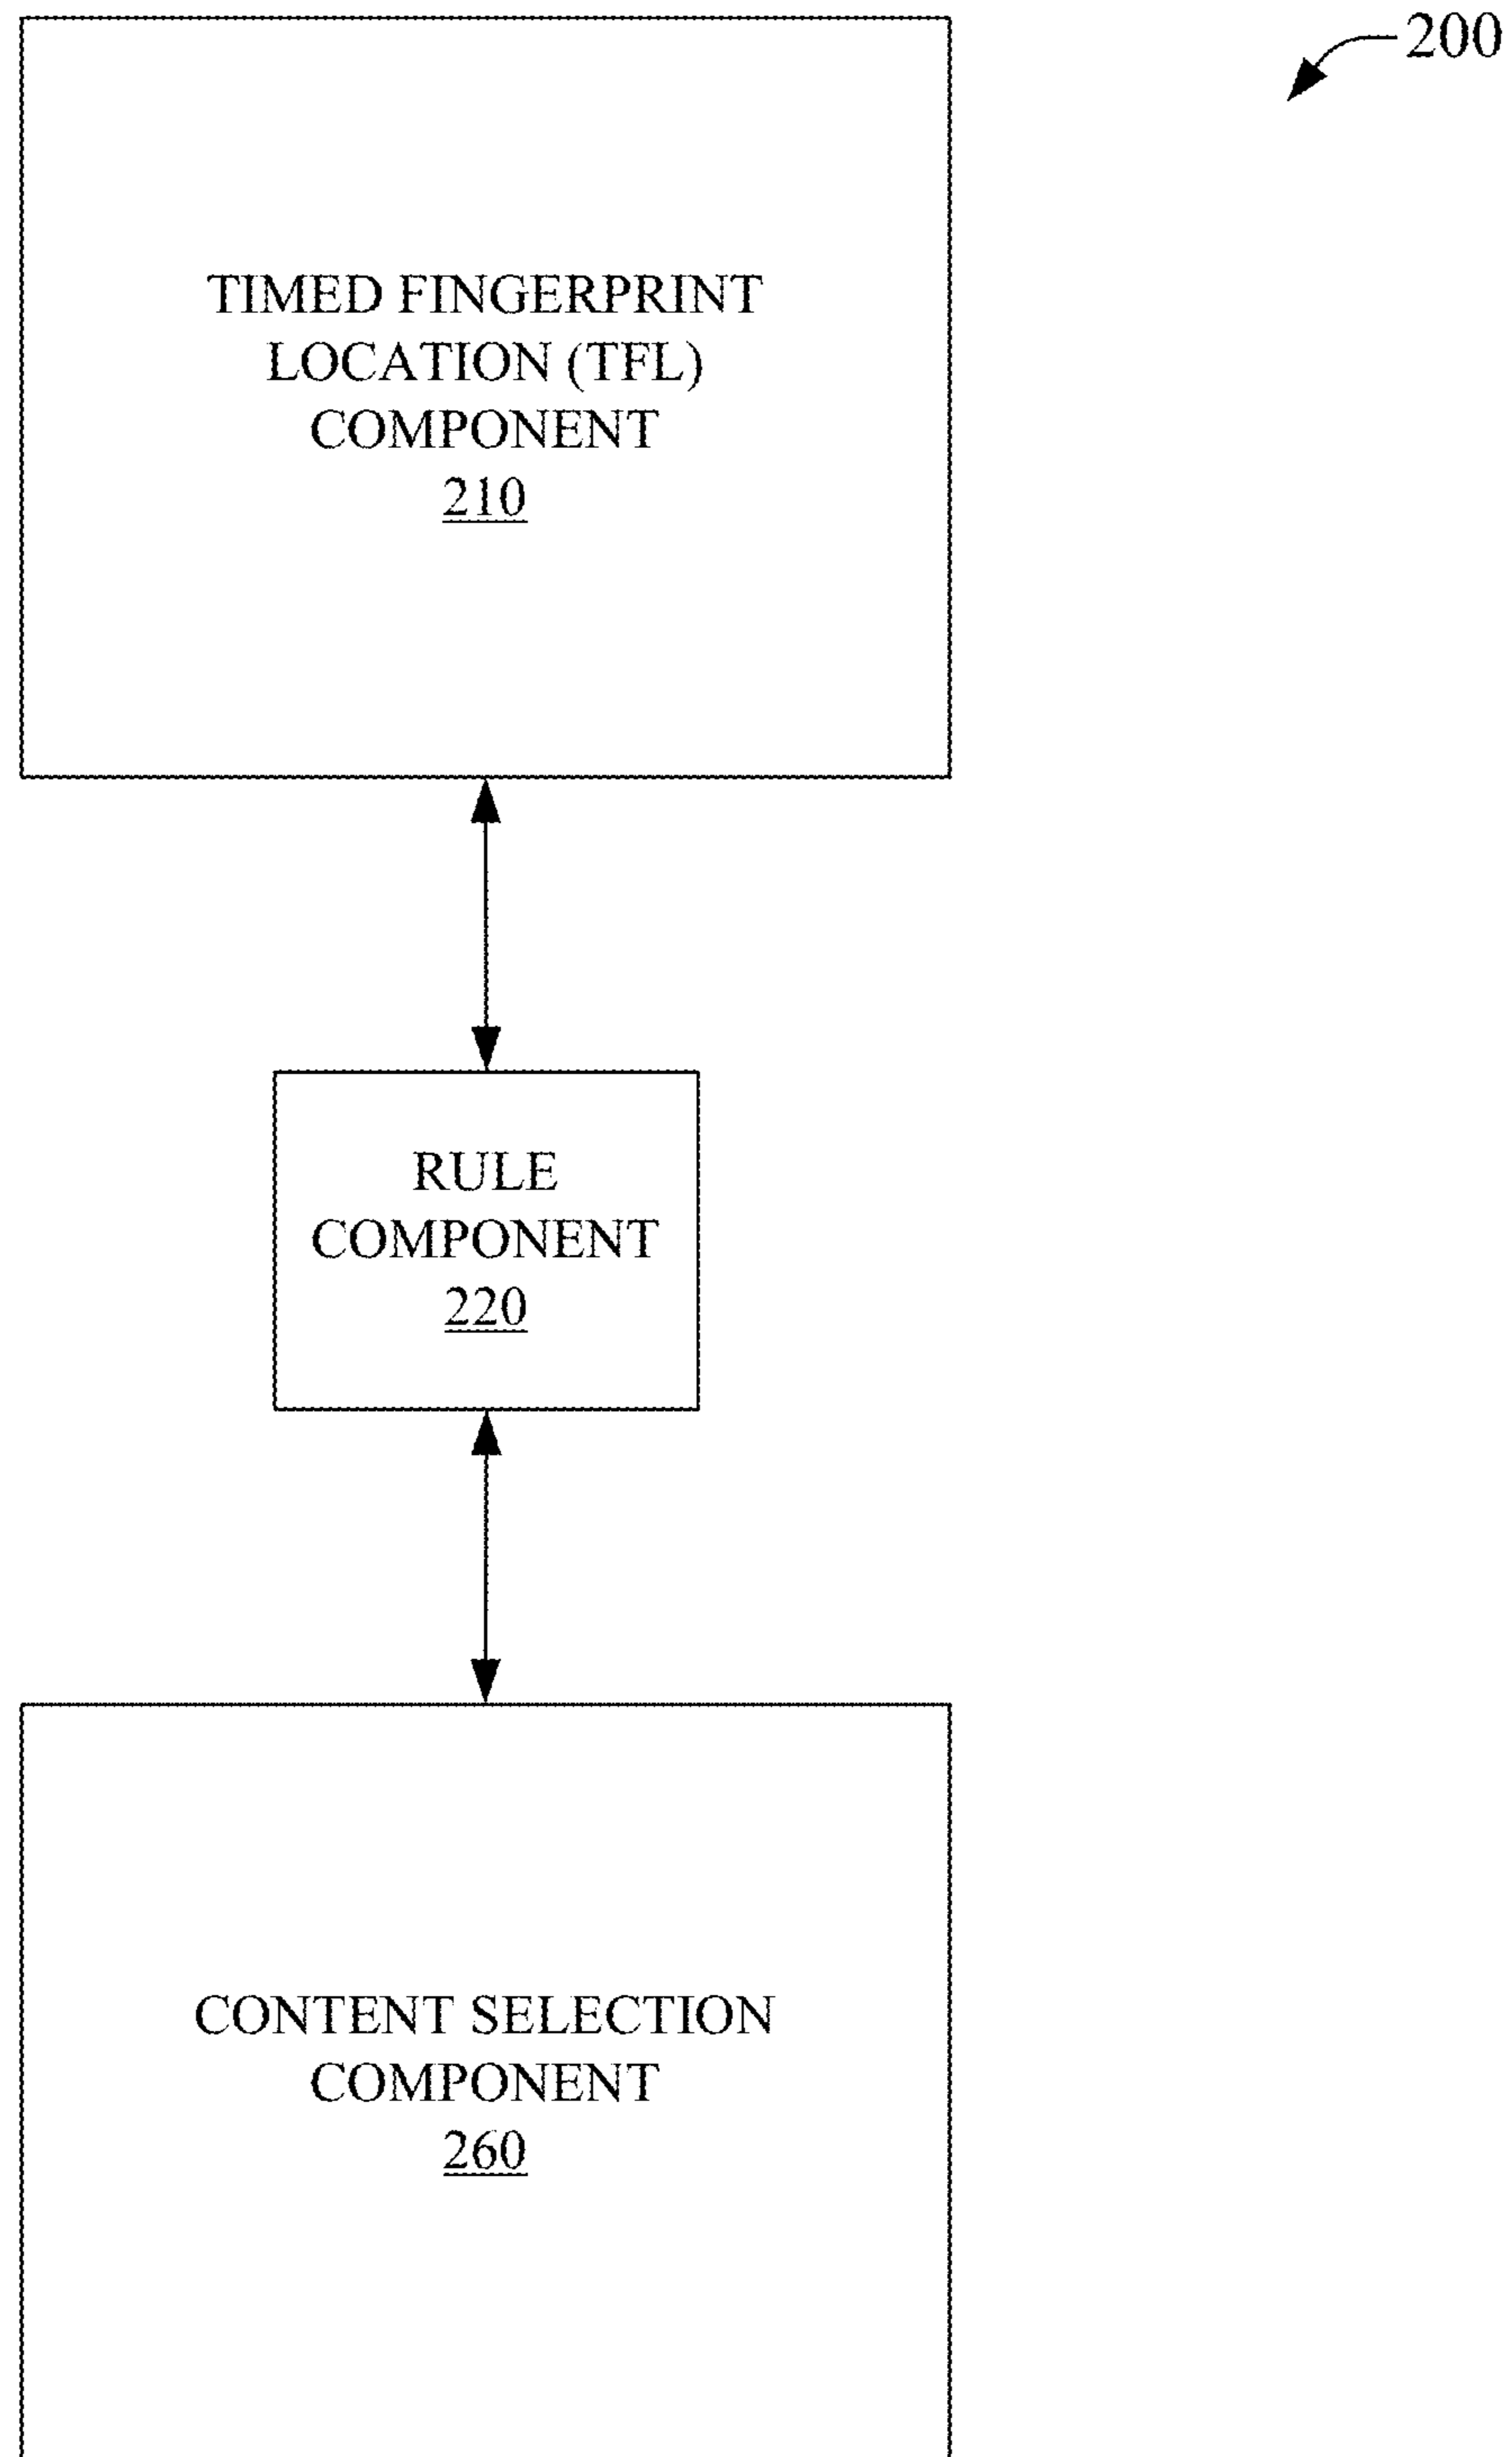 200
TIMED FINGERPRINT
LOCATION (TFL)
COMPONENT
210
RULE
COMPONENT
220
CONTENT SELECTION
COMPONENT
260